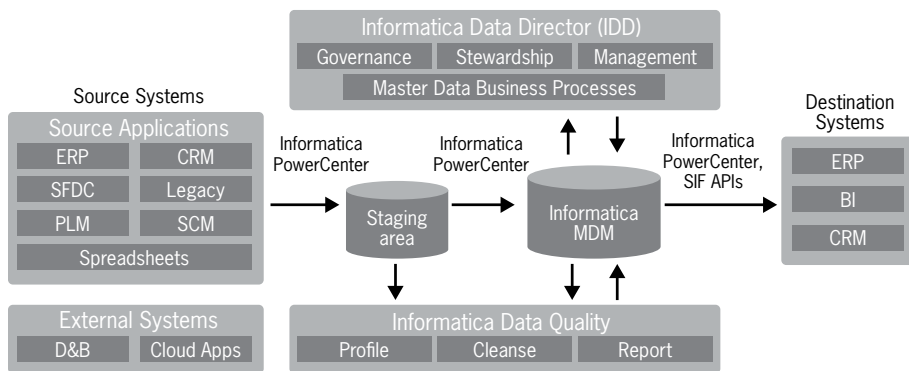 Informatica Data Director (IDD)
Governance
Stewardship
Management
Master Data Business Processes
Source Systems
Source Applications
ERP
CRM
SFDC
Legacy
PLM
SCM
Spreadsheets
External Systems
D&B
Cloud Apps
Informatica
PowerCenter
Staging
area
Informatica
PowerCenter
Informatica
MDM
Informatica
PowerCenter,
SIF APIs
Destination
Systems
ERP
BI
CRM
Informatica Data Quality
Profile
Cleanse
Report